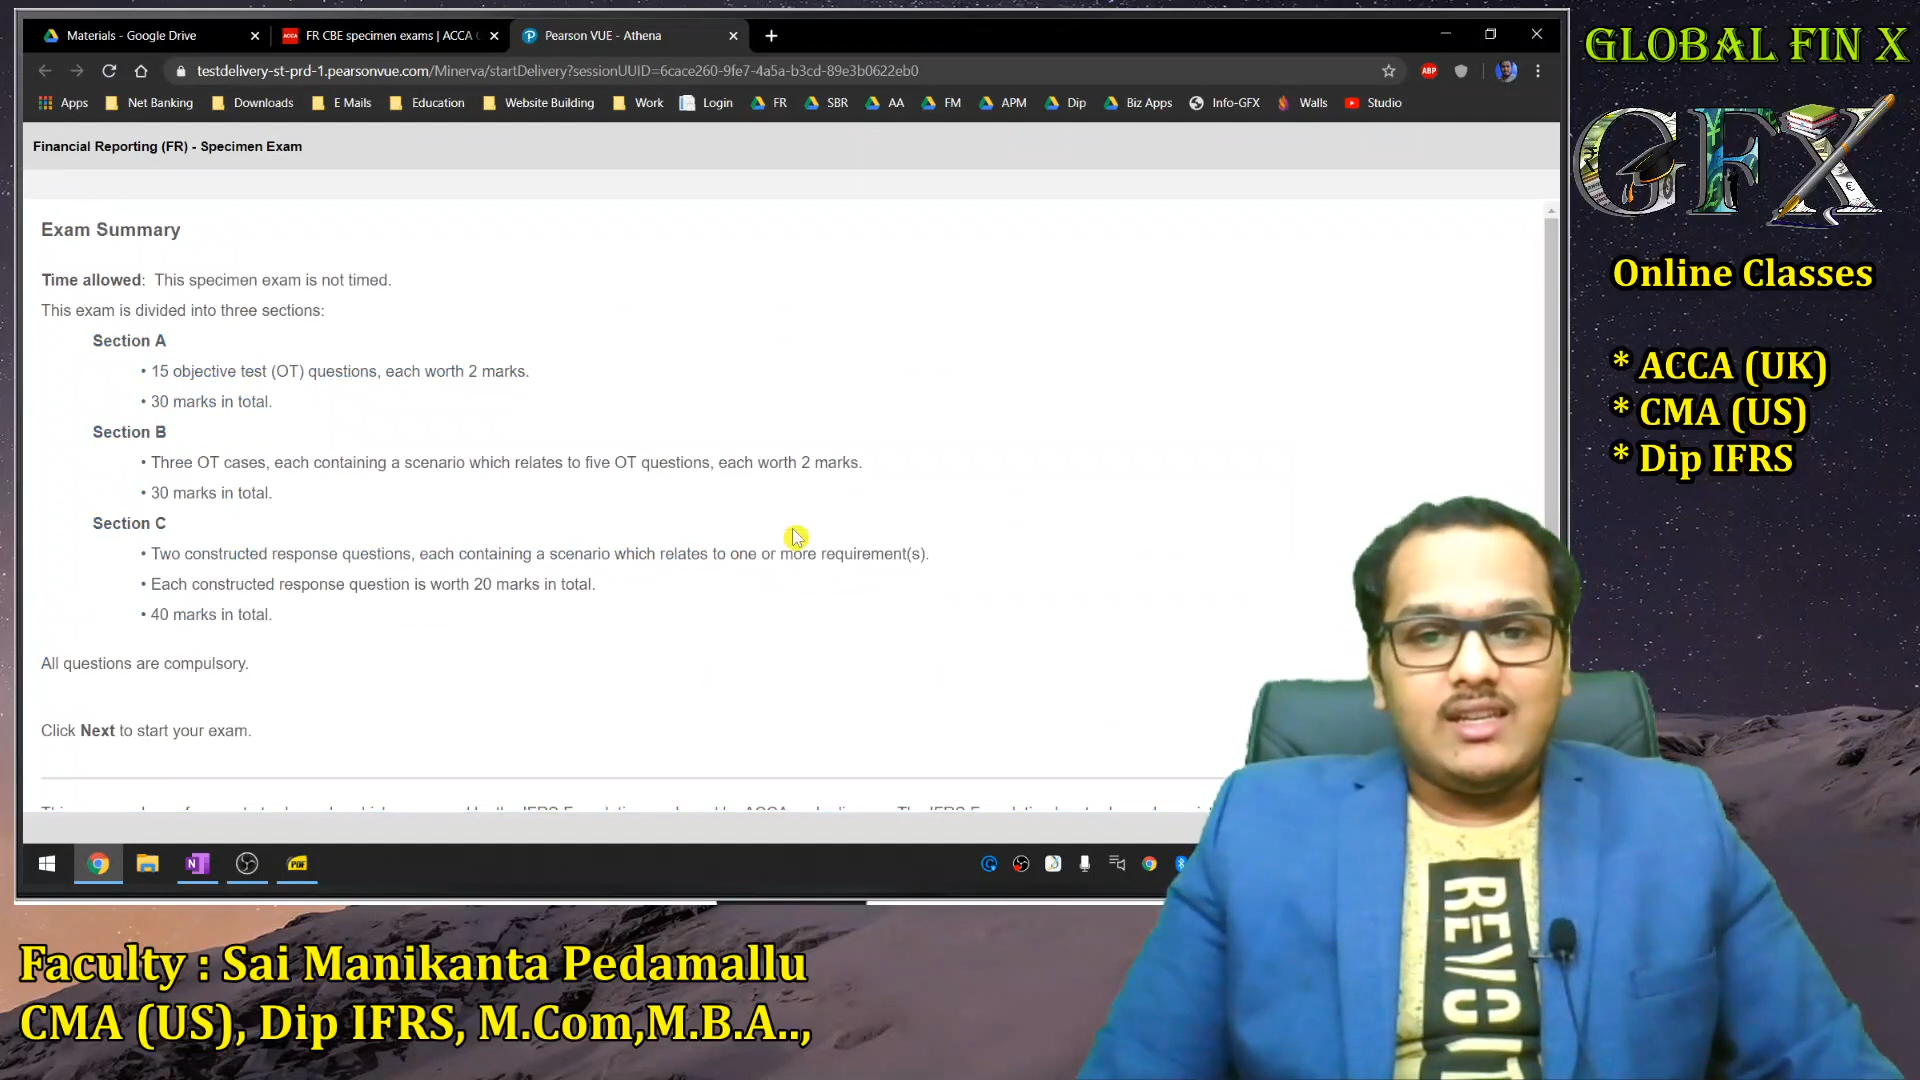 Materials - Google Drive
FR CBE specimen exams | ACCA
Pearson VUE - Athena
testdelivery-st-prd-1.pearsonvue.com/Minerva/startDelivery?sessionUUID=6cace260-9fe7-4a5a-b3cd-89e3b0622eb0
ABP
Apps Net Banking Downloads E Mails Education Website Building Work Login FR SBR AA FM APM Dip Biz Apps Info-GFX Walls Studio
Financial Reporting (FR) - Specimen Exam
Exam Summary
Time allowed: This specimen exam is not timed.
This exam is divided into three sections:
Section A
• 15 objective test (OT) questions, each worth 2 marks.
• 30 marks in total.
Section B
• Three OT cases, each containing a scenario which relates to five OT questions, each worth 2 marks.
• 30 marks in total.
Section C
• Two constructed response questions, each containing a scenario which relates to one or more requirement(s).
• Each constructed response question is worth 20 marks in total.
• 40 marks in total.
All questions are compulsory.
Click Next to start your exam.
GLOBAL FIN X
GFX
Online Classes
* ACCA (UK)
* CMA (US)
* Dip IFRS
Faculty : Sai Manikanta Pedamallu
CMA (US), Dip IFRS, M.Com,M.B.A..,